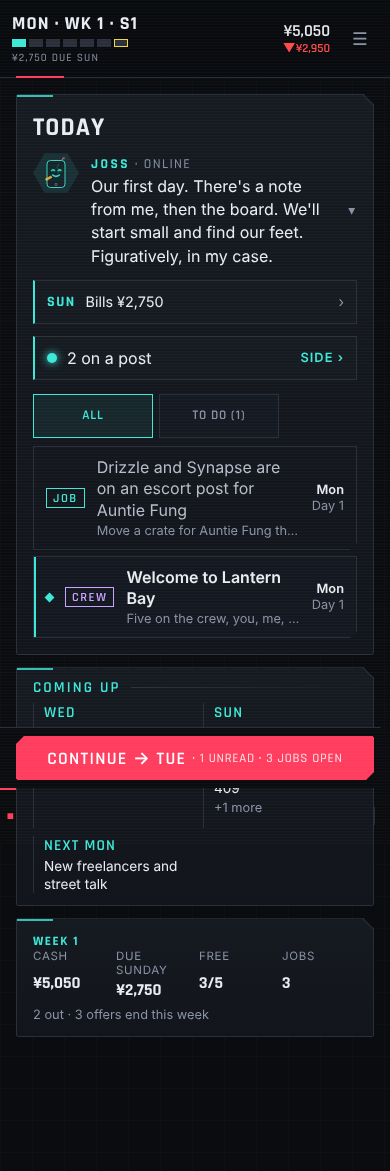 MON · WK 1 · S1
¥5,050
▼¥2,950
☰
¥2,750 DUE SUN
TODAY
JOSS · ONLINE
Our first day. There's a note
from me, then the board. We'll
start small and find our feet.
Figuratively, in my case.
▼
SUN Bills ¥2,750 ›
2 on a post SIDE ›
ALL
TO DO (1)
JOB
Drizzle and Synapse are
on an escort post for
Auntie Fung
Move a crate for Auntie Fung th...
Mon
Day 1
CREW
Welcome to Lantern
Bay
Five on the crew, you, me, ...
Mon
Day 1
COMING UP
WED
SUN
CONTINUE → TUE · 1 UNREAD · 3 JOBS OPEN
409
+1 more
NEXT MON
New freelancers and
street talk
WEEK 1
CASH
¥5,050
DUE
SUNDAY
¥2,750
FREE
3/5
JOBS
3
2 out · 3 offers end this week